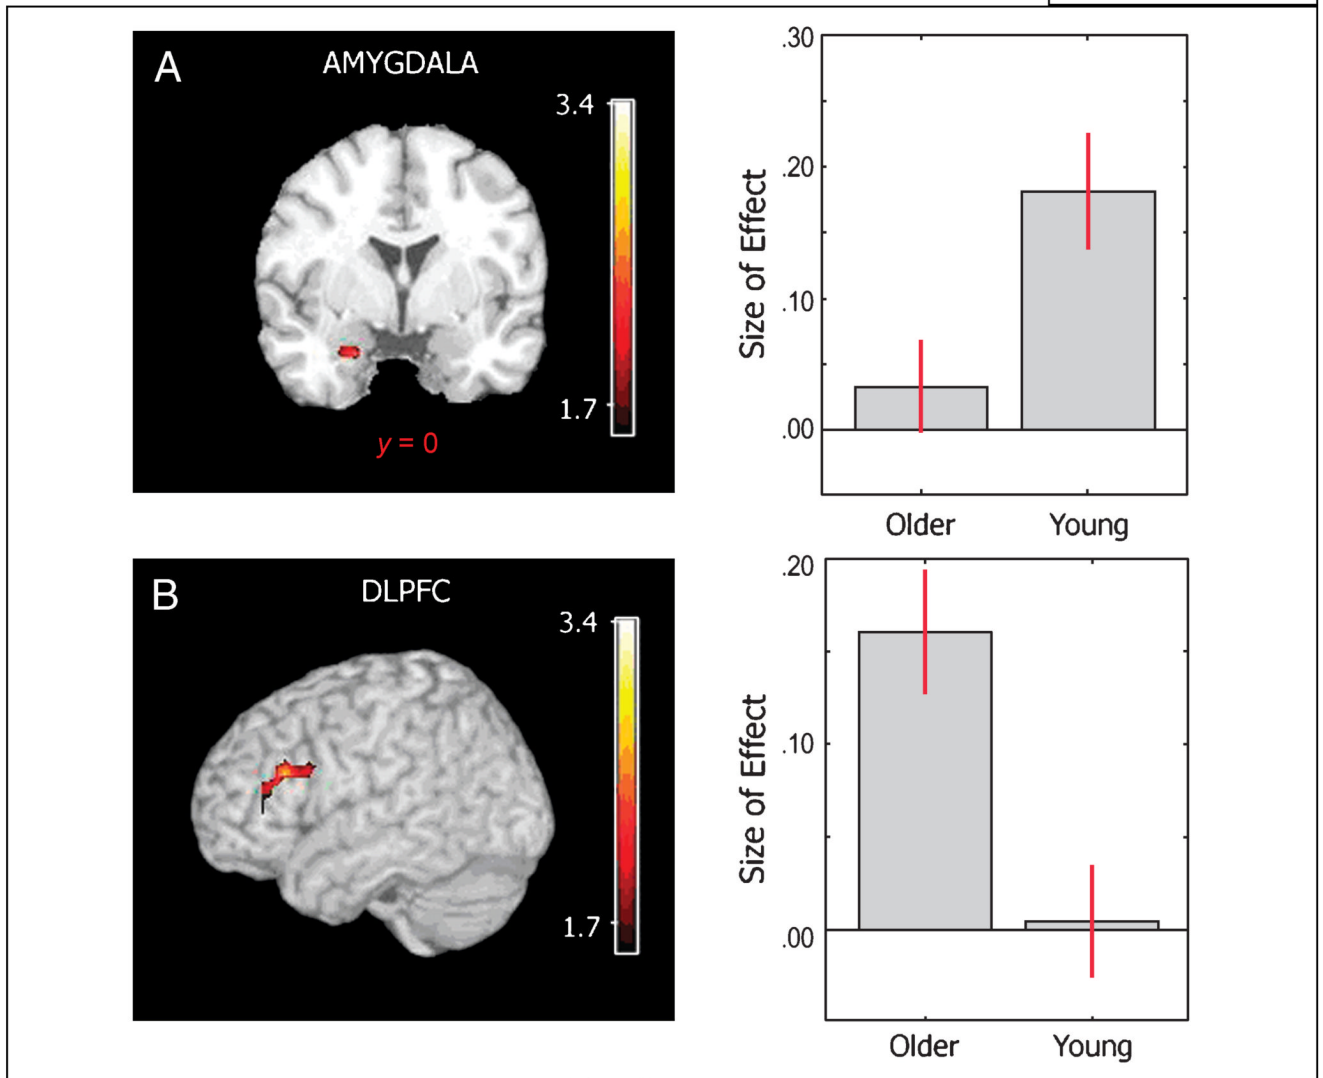 A
AMYGDALA
3.4
1.7
y = 0
.30
.20
.10
.00
Size of Effect
Older
Young
B
DLPFC
3.4
1.7
.20
.10
.00
Size of Effect
Older
Young